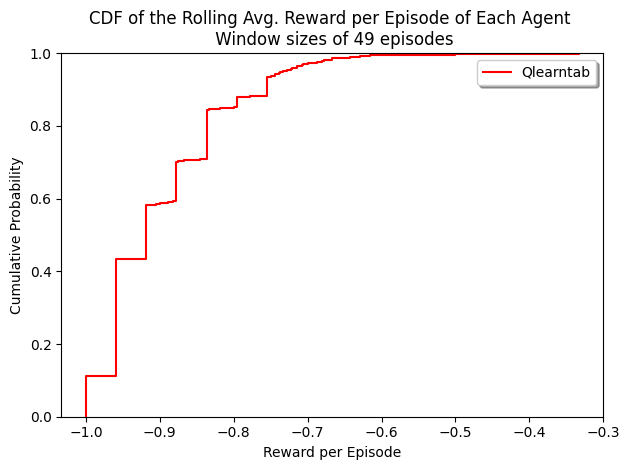 CDF of the Rolling Avg. Reward per Episode of Each Agent
Window sizes of 49 episodes
Qlearntab
Cumulative Probability
1.0
0.8
0.6
0.4
0.2
0.0
−1.0 −0.9 −0.8 −0.7 −0.6 −0.5 −0.4 −0.3
Reward per Episode